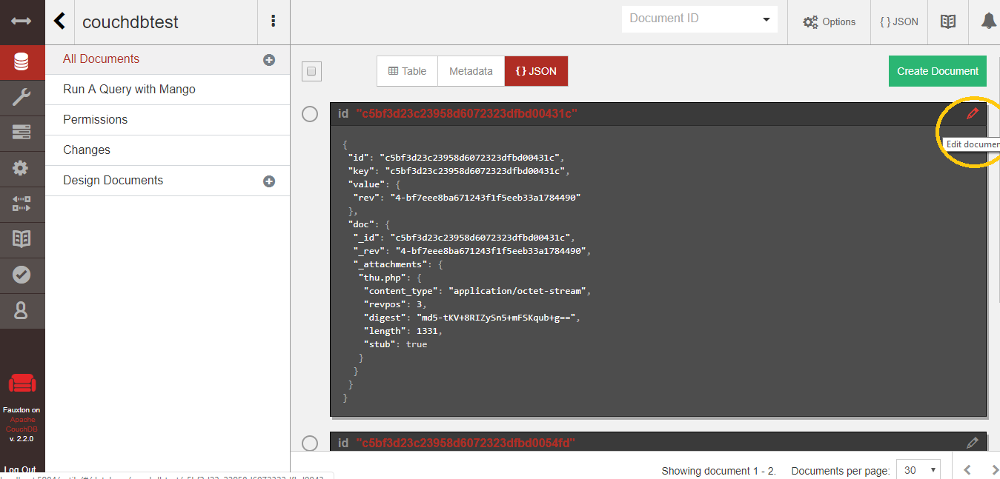 couchdbtest
Document ID
Options
{ } JSON
All Documents
Run A Query with Mango
Permissions
Changes
Design Documents
Table
Metadata
{ } JSON
Create Document
id "c5bf3d23c23958d6072323dfbd00431c"
Edit documen
{
"id": "c5bf3d23c23958d6072323dfbd00431c",
"key": "c5bf3d23c23958d6072323dfbd00431c",
"value": {
"rev": "4-bf7eee8ba671243f1f5eeb33a1784490"
},
"doc": {
"_id": "c5bf3d23c23958d6072323dfbd00431c",
"_rev": "4-bf7eee8ba671243f1f5eeb33a1784490",
"_attachments": {
"thu.php": {
"content_type": "application/octet-stream",
"revpos": 3,
"digest": "md5-tKV+8RIZySn5+mFSKqub+g==",
"length": 1331,
"stub": true
}
}
}
}
id "c5bf3d23c23958d6072323dfbd0054fd"
Fauxton on
Apache
CouchDB
v. 2.2.0
Log Out
Showing document 1 - 2.
Documents per page:
30